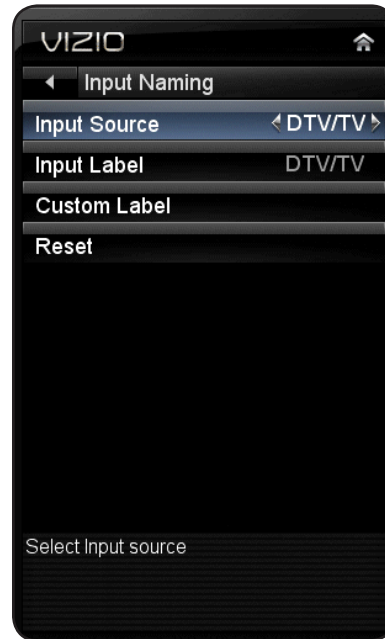 VIZIO
Input Naming
Input Source DTV/TV
Input Label DTV/TV
Custom Label
Reset
Select Input source